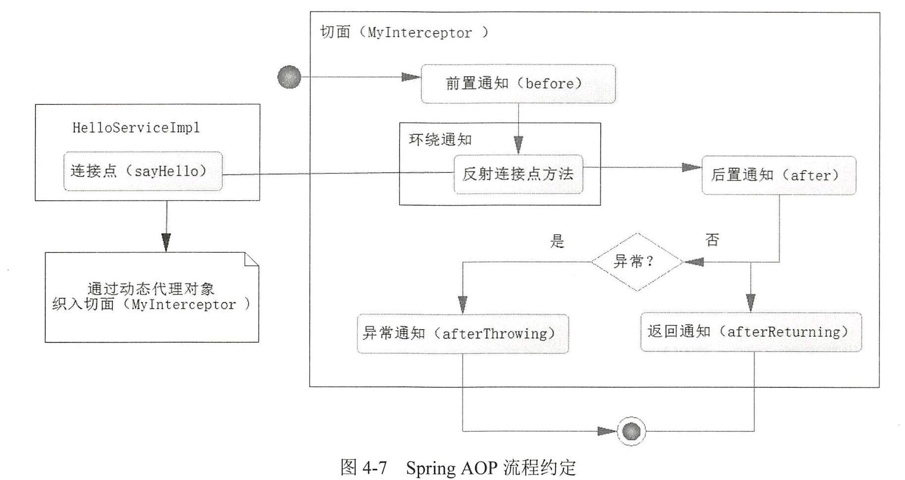 切面（MyInterceptor ）
前置通知（before）
HelloServiceImpl
连接点（sayHello）
环绕通知
反射连接点方法
后置通知（after）
通过动态代理对象
织入切面（MyInterceptor ）
是
异常？
否
异常通知（afterThrowing）
返回通知（afterReturning）
图 4-7 Spring AOP 流程约定